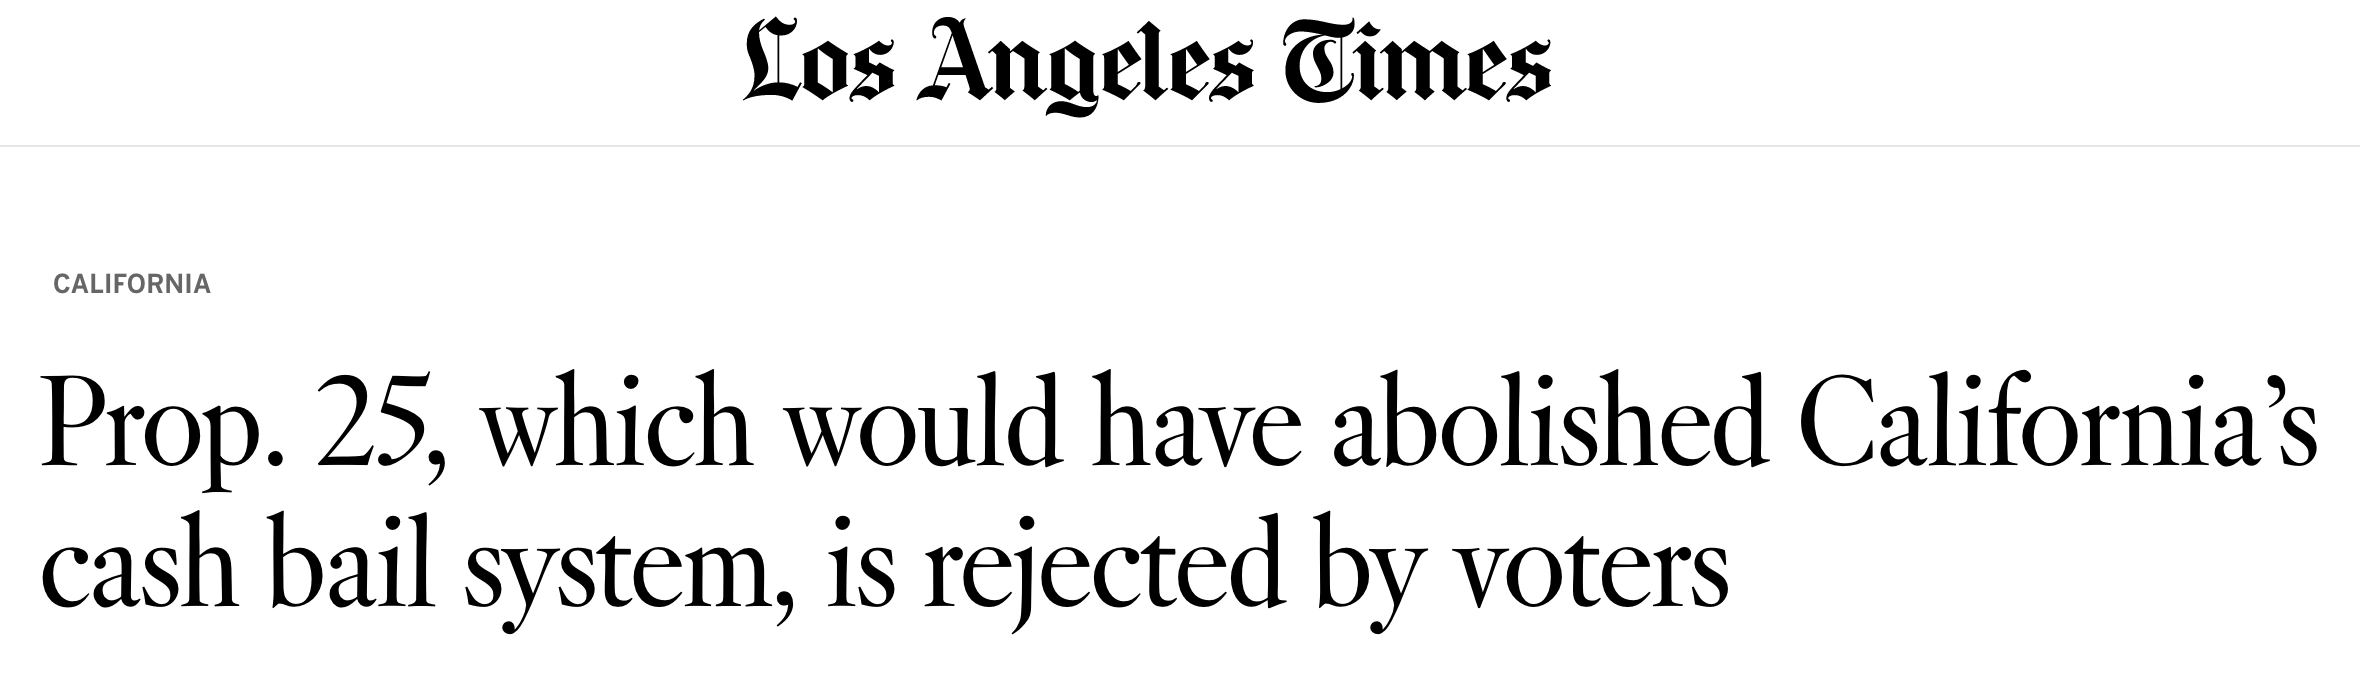 Los Angeles Times
CALIFORNIA
Prop. 25, which would have abolished California’s
cash bail system, is rejected by voters